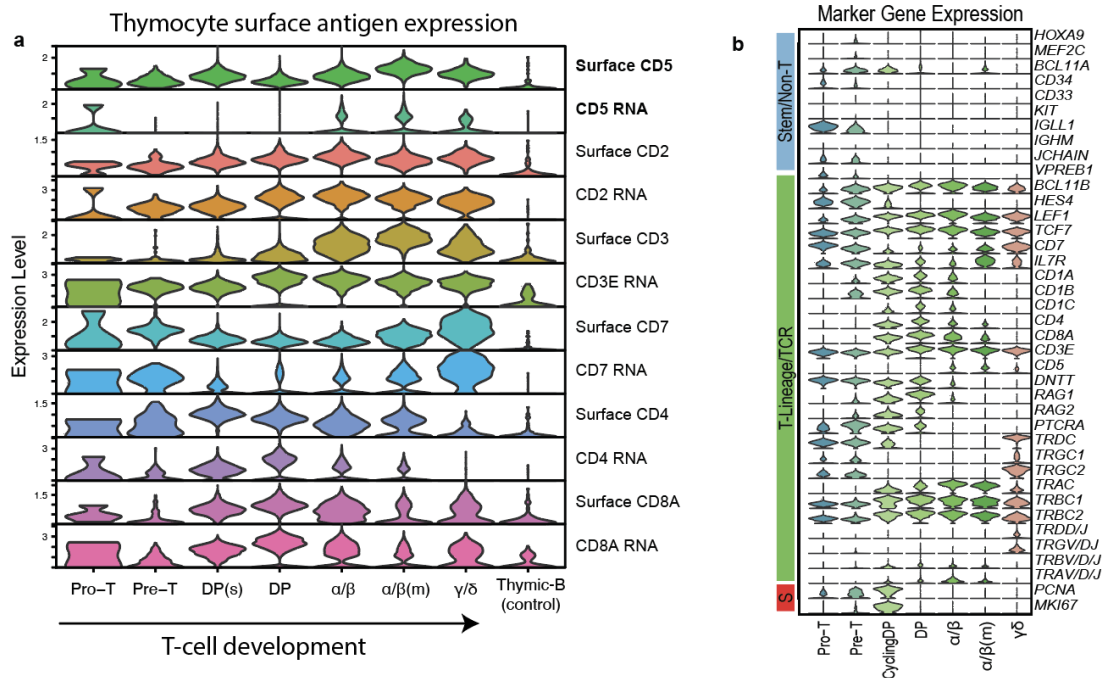 Thymocyte surface antigen expression
a
Expression Level
2
Surface CD5
2
CD5 RNA
1.5
Surface CD2
3
CD2 RNA
2
Surface CD3
3
CD3E RNA
2
Surface CD7
3
CD7 RNA
1.5
Surface CD4
3
CD4 RNA
1.5
Surface CD8A
3
CD8A RNA
Pro–T Pre–T DP(s) DP α/β α/β(m) γ/δ Thymic-B
(control)
T-cell development
Marker Gene Expression
b
Stem/Non-T
HOXA9
MEF2C
BCL11A
CD34
CD33
KIT
IGLL1
IGHM
JCHAIN
VPREB1
T-Lineage/TCR
BCL11B
HES4
LEF1
TCF7
CD7
IL7R
CD1A
CD1B
CD1C
CD4
CD8A
CD3E
CD5
DNTT
RAG1
RAG2
PTCRA
TRDC
TRGC1
TRGC2
TRAC
TRBC1
TRBC2
TRDD/J
TRGV/DJ
TRBV/D/J
TRAV/D/J
S
PCNA
MKI67
Pro–T
Pre–T
CyclingDP
DP
α/β
α/β(m)
γδ